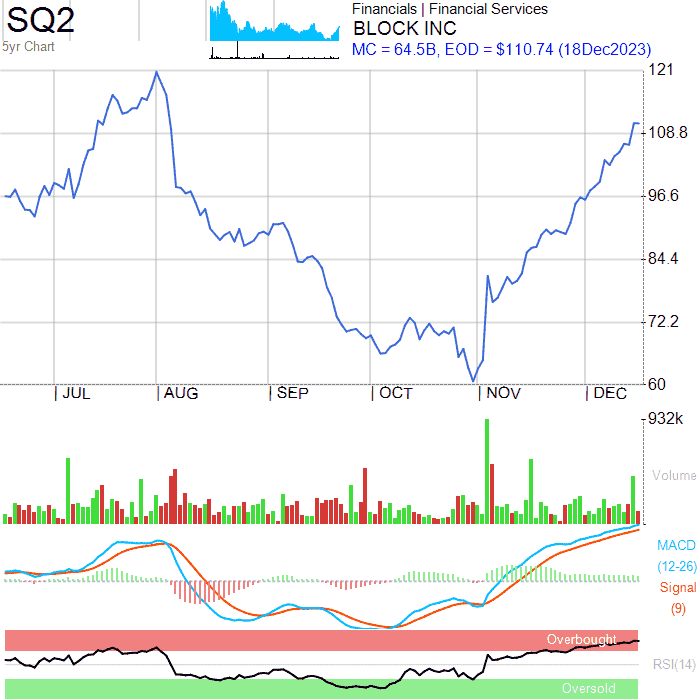 SQ2
5yr Chart
Financials | Financial Services
BLOCK INC
MC = 64.5B, EOD = $110.74 (18Dec2023)
121
108.8
96.6
84.4
72.2
60
JUL
AUG
SEP
OCT
NOV
DEC
932k
Volume
MACD
(12-26)
Signal
(9)
Overbought
RSI(14)
Oversold